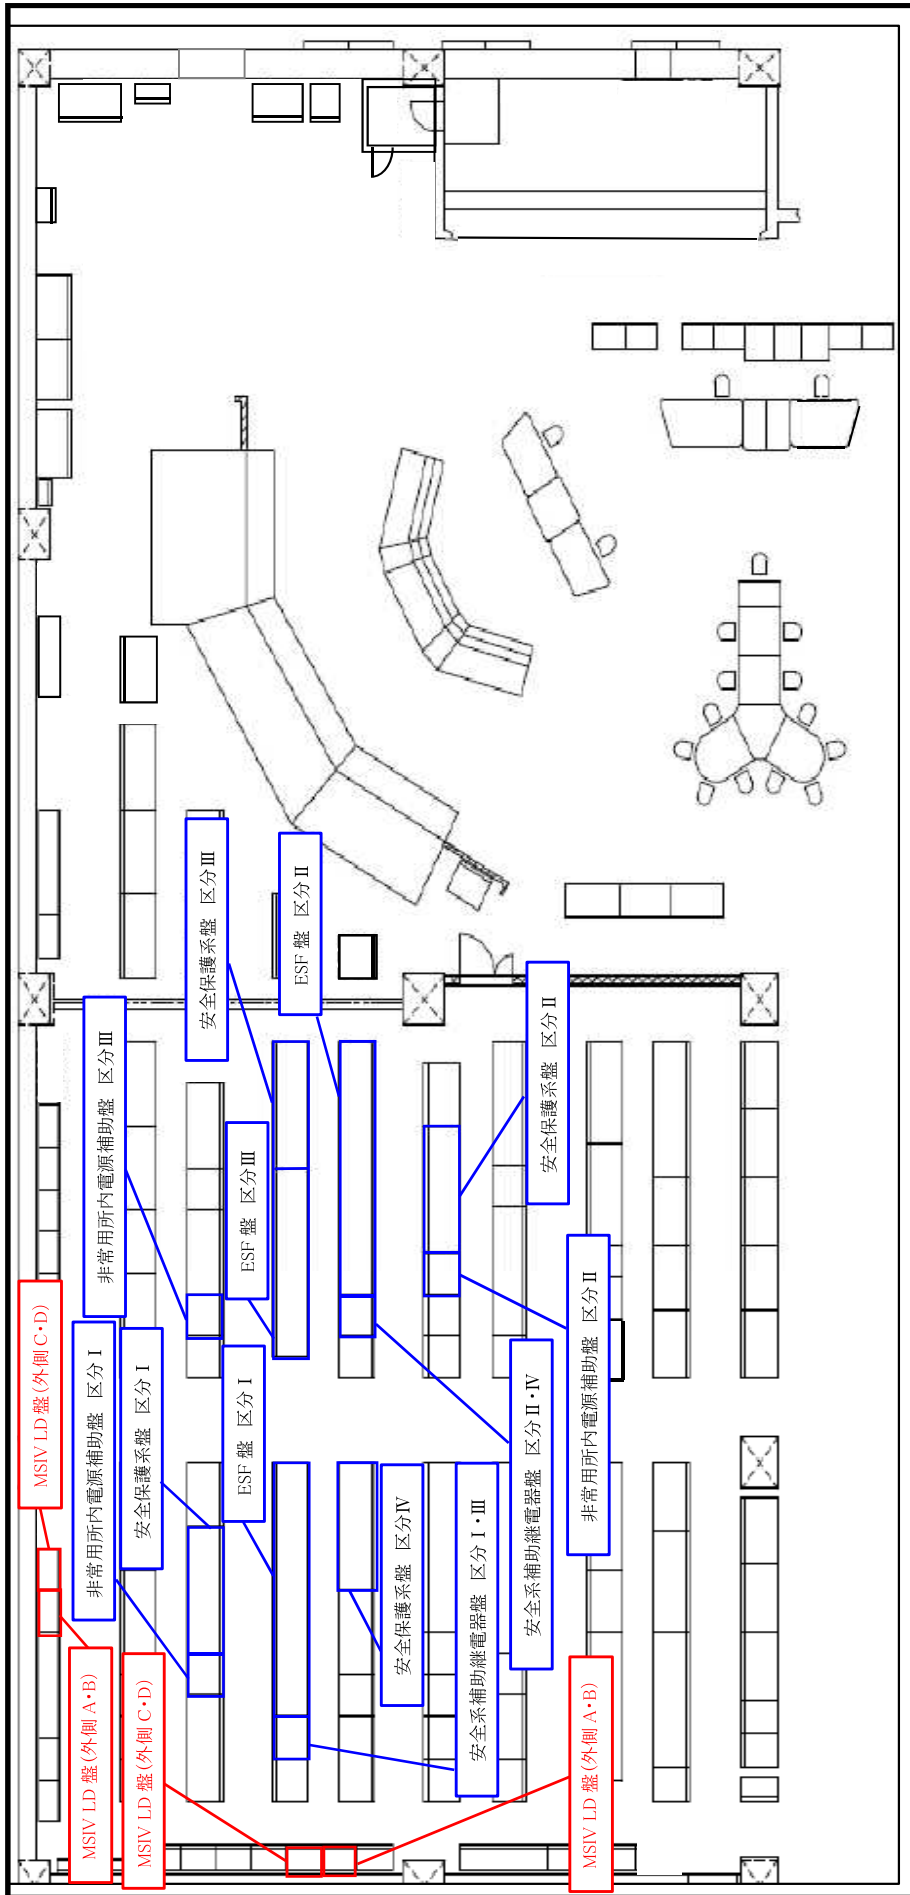 安全保護系盤 区分Ⅲ
ESF 盤 区分Ⅱ
安全保護系盤 区分Ⅱ
非常用所内電源補助盤 区分Ⅲ
ESF 盤 区分Ⅲ
非常用所内電源補助盤 区分Ⅱ
MSIV LD 盤(外側 C・D)
非常用所内電源補助盤 区分Ⅰ
安全保護系盤 区分Ⅰ
ESF 盤 区分Ⅰ
安全系補助継電器盤 区分Ⅱ・Ⅳ
安全保護系盤 区分Ⅳ
安全系補助継電器盤 区分Ⅰ・Ⅲ
MSIV LD 盤(外側 A・B)
MSIV LD 盤(外側 C・D)
MSIV LD 盤(外側 A・B)